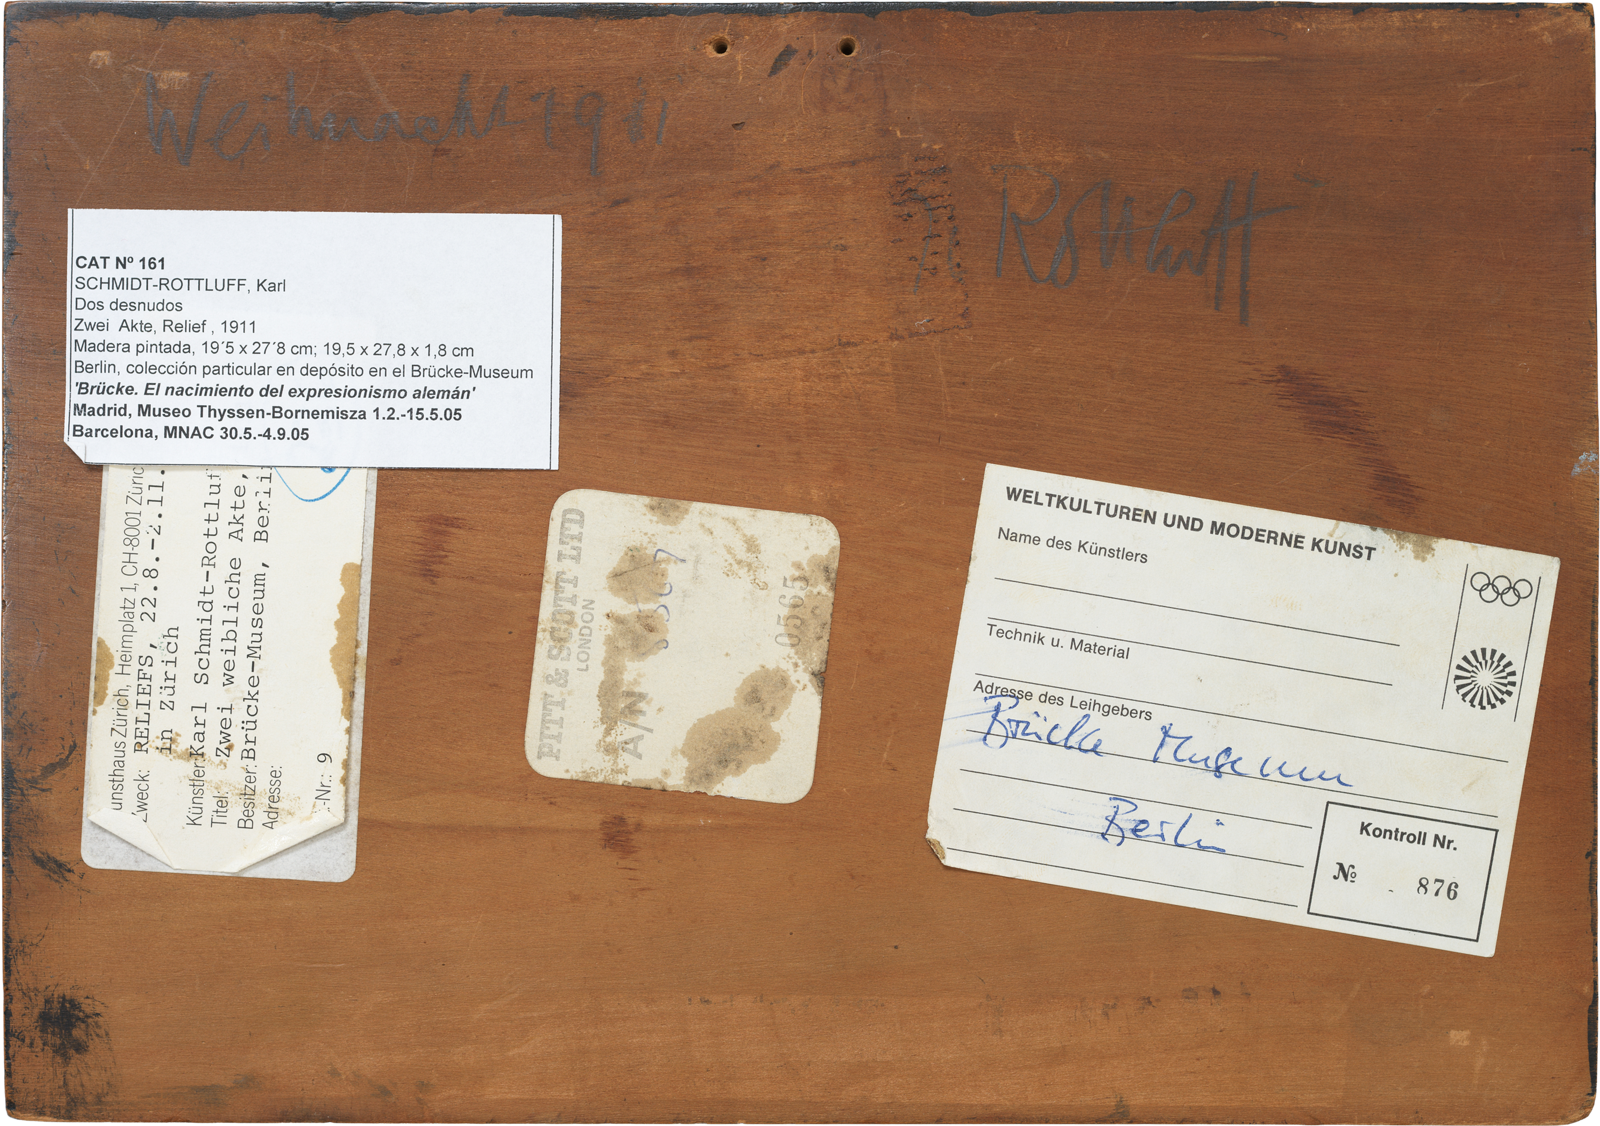 Weihnacht 1911
Rottluff
CAT Nº 161
SCHMIDT-ROTTLUFF, Karl
Dos desnudos
Zwei Akte, Relief , 1911
Madera pintada, 19´5 x 27´8 cm; 19,5 x 27,8 x 1,8 cm
Berlin, colección particular en depósito en el Brücke-Museum
'Brücke. El nacimiento del expresionismo alemán'
Madrid, Museo Thyssen-Bornemisza 1.2.-15.5.05
Barcelona, MNAC 30.5.-4.9.05
unsthaus Zürich, Heimplatz 1, CH-8001 Züric
Zweck: RELIEFS, 22.8.-2.11.
in Zürich
Künstler: Karl Schmidt-Rottluf
Titel: Zwei weibliche Akte,
Besitzer: Brücke-Museum, Berli
Adresse:
-Nr.: 9
PITT & SCOTT LTD
LONDON
A/N
0565
WELTKULTUREN UND MODERNE KUNST
Name des Künstlers
Technik u. Material
Adresse des Leihgebers
Brücke Museum
Berlin
Kontroll Nr.
№ 876